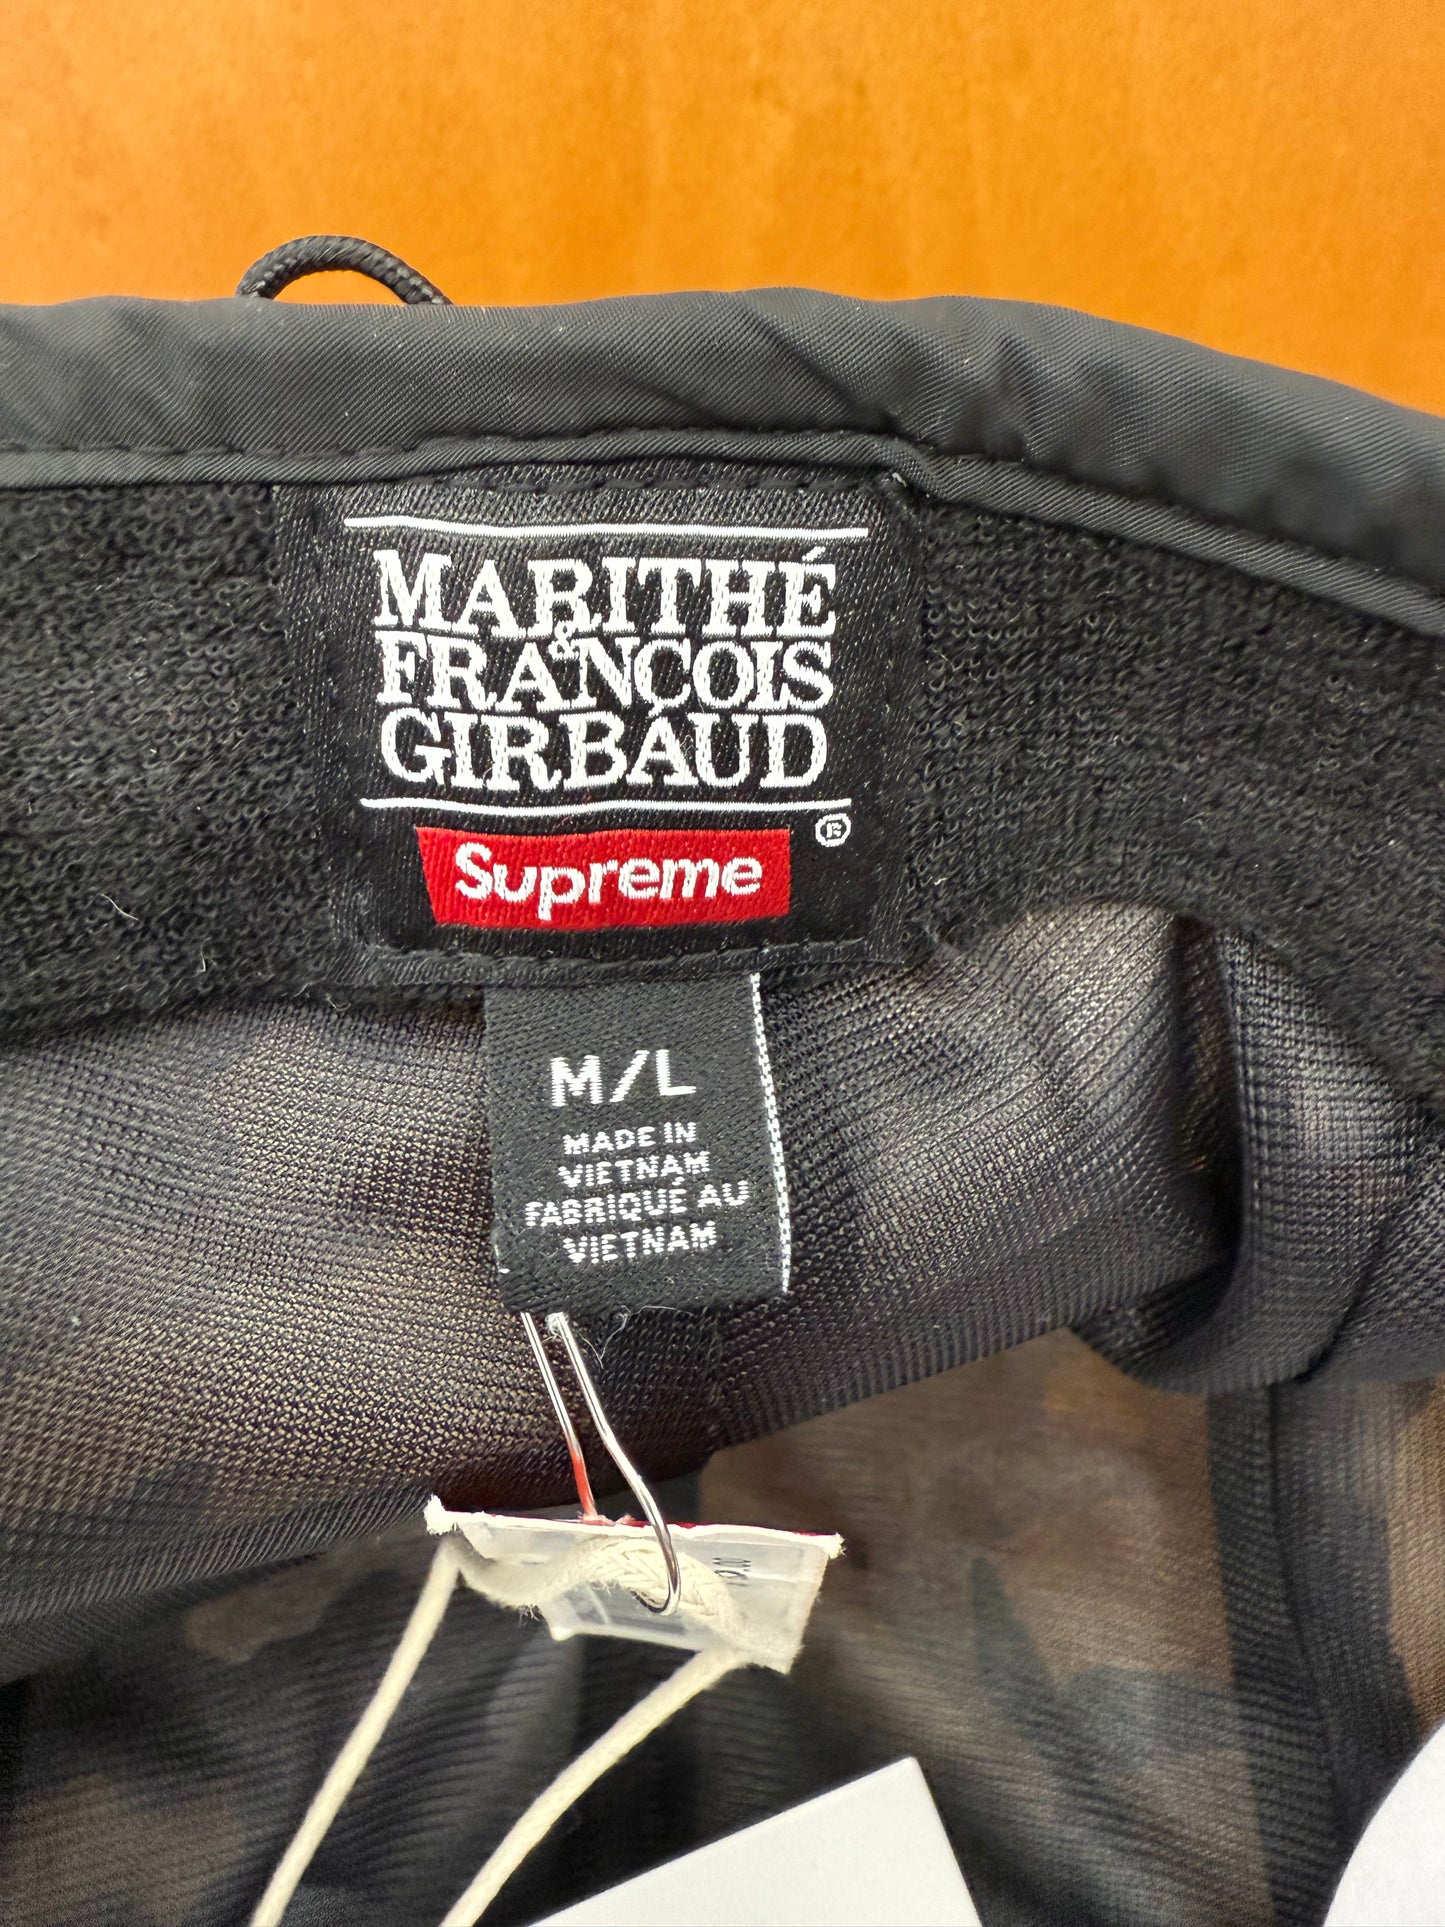 MARITHÉ
&
FRANÇOIS
GIRBAUD
®
Supreme
M/L
MADE IN
VIETNAM
FABRIQUÉ AU
VIETNAM